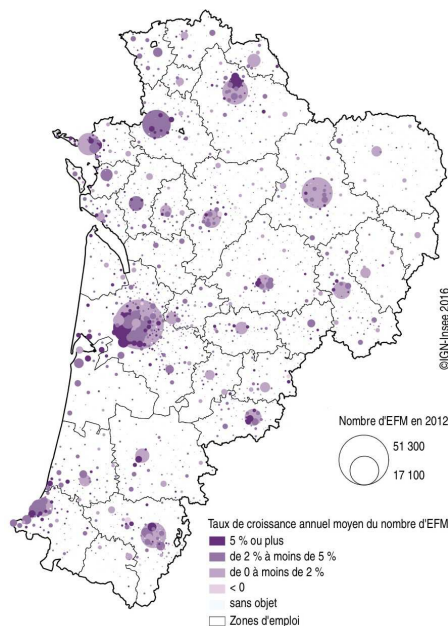 ©IGN-Insee 2016
Nombre d'EFM en 2012
51 300
17 100
Taux de croissance annuel moyen du nombre d'EFM
5 % ou plus
de 2 % à moins de 5 %
de 0 à moins de 2 %
< 0
sans objet
Zones d'emploi